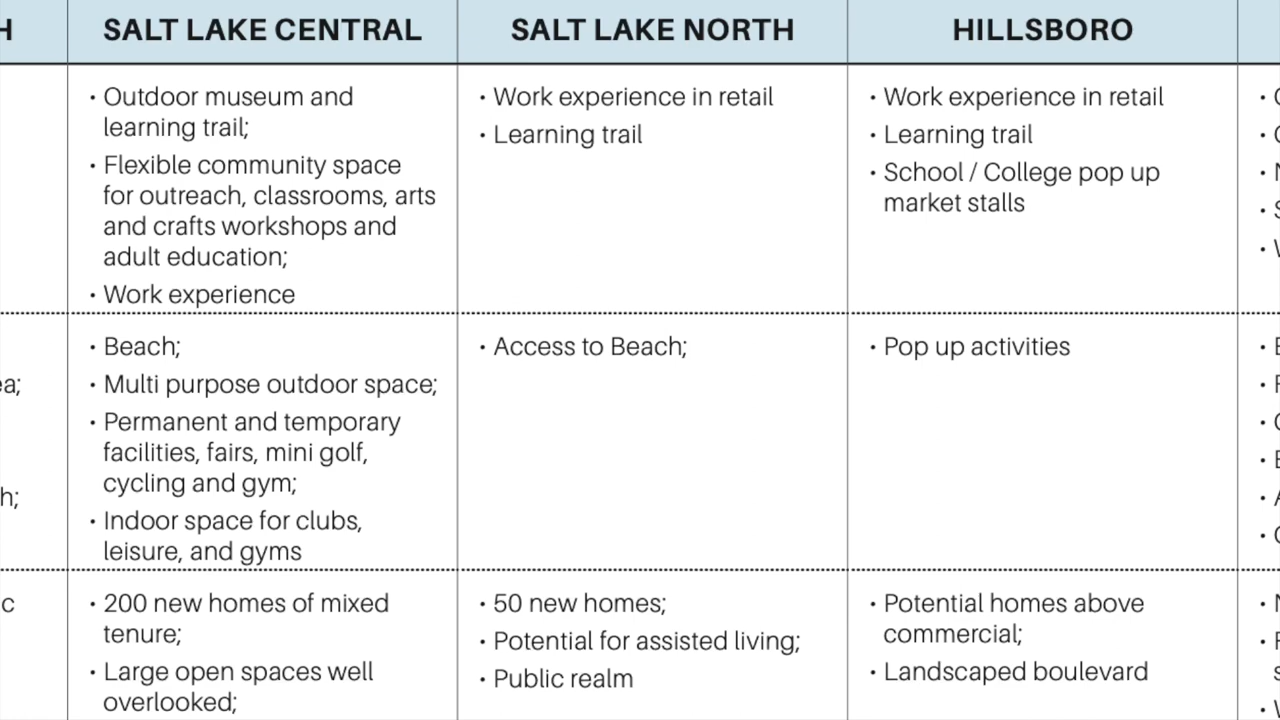 H
SALT LAKE CENTRAL
SALT LAKE NORTH
HILLSBORO
• Outdoor museum and
learning trail;
• Flexible community space
for outreach, classrooms, arts
and crafts workshops and
adult education;
• Work experience
• Work experience in retail
• Learning trail
• Work experience in retail
• Learning trail
• School / College pop up
market stalls
ea;
h;
• Beach;
• Multi purpose outdoor space;
• Permanent and temporary
facilities, fairs, mini golf,
cycling and gym;
• Indoor space for clubs,
leisure, and gyms
• Access to Beach;
• Pop up activities
c
• 200 new homes of mixed
tenure;
• Large open spaces well
overlooked;
• 50 new homes;
• Potential for assisted living;
• Public realm
• Potential homes above
commercial;
• Landscaped boulevard